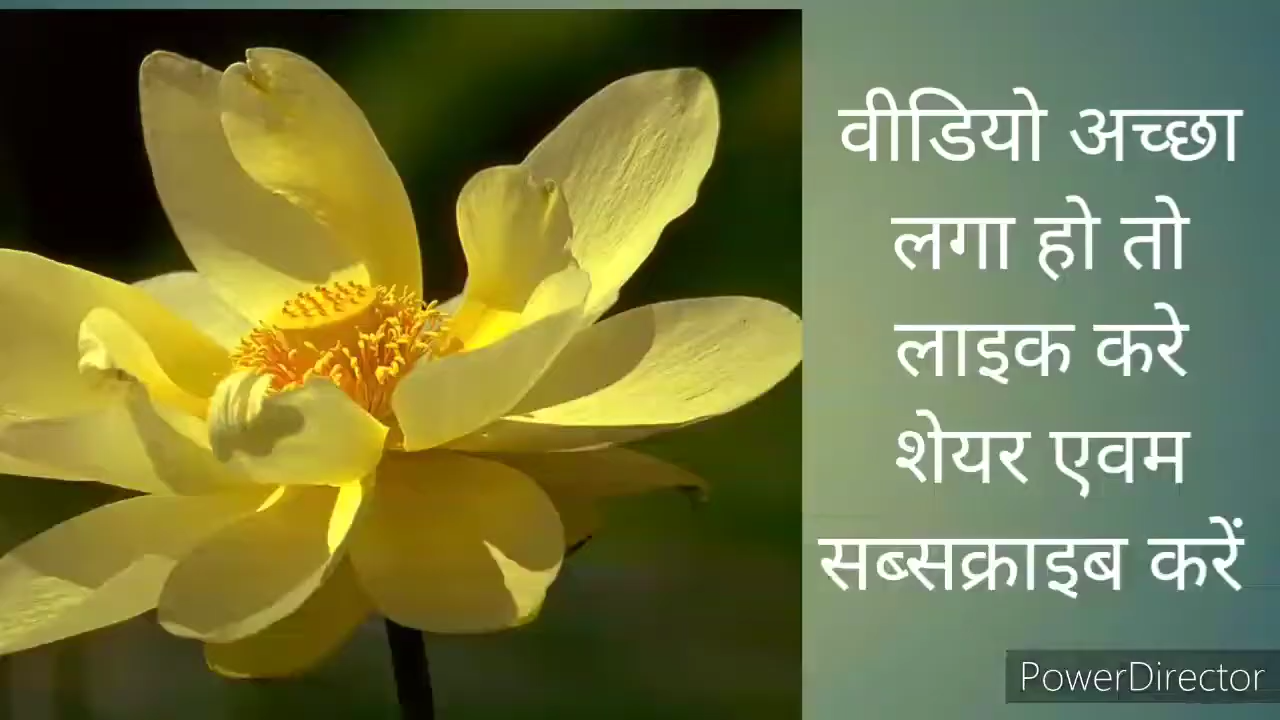 वीडियो अच्छा
लगा हो तो
लाइक करे
शेयर एवम
सब्सक्राइब करें
PowerDirector